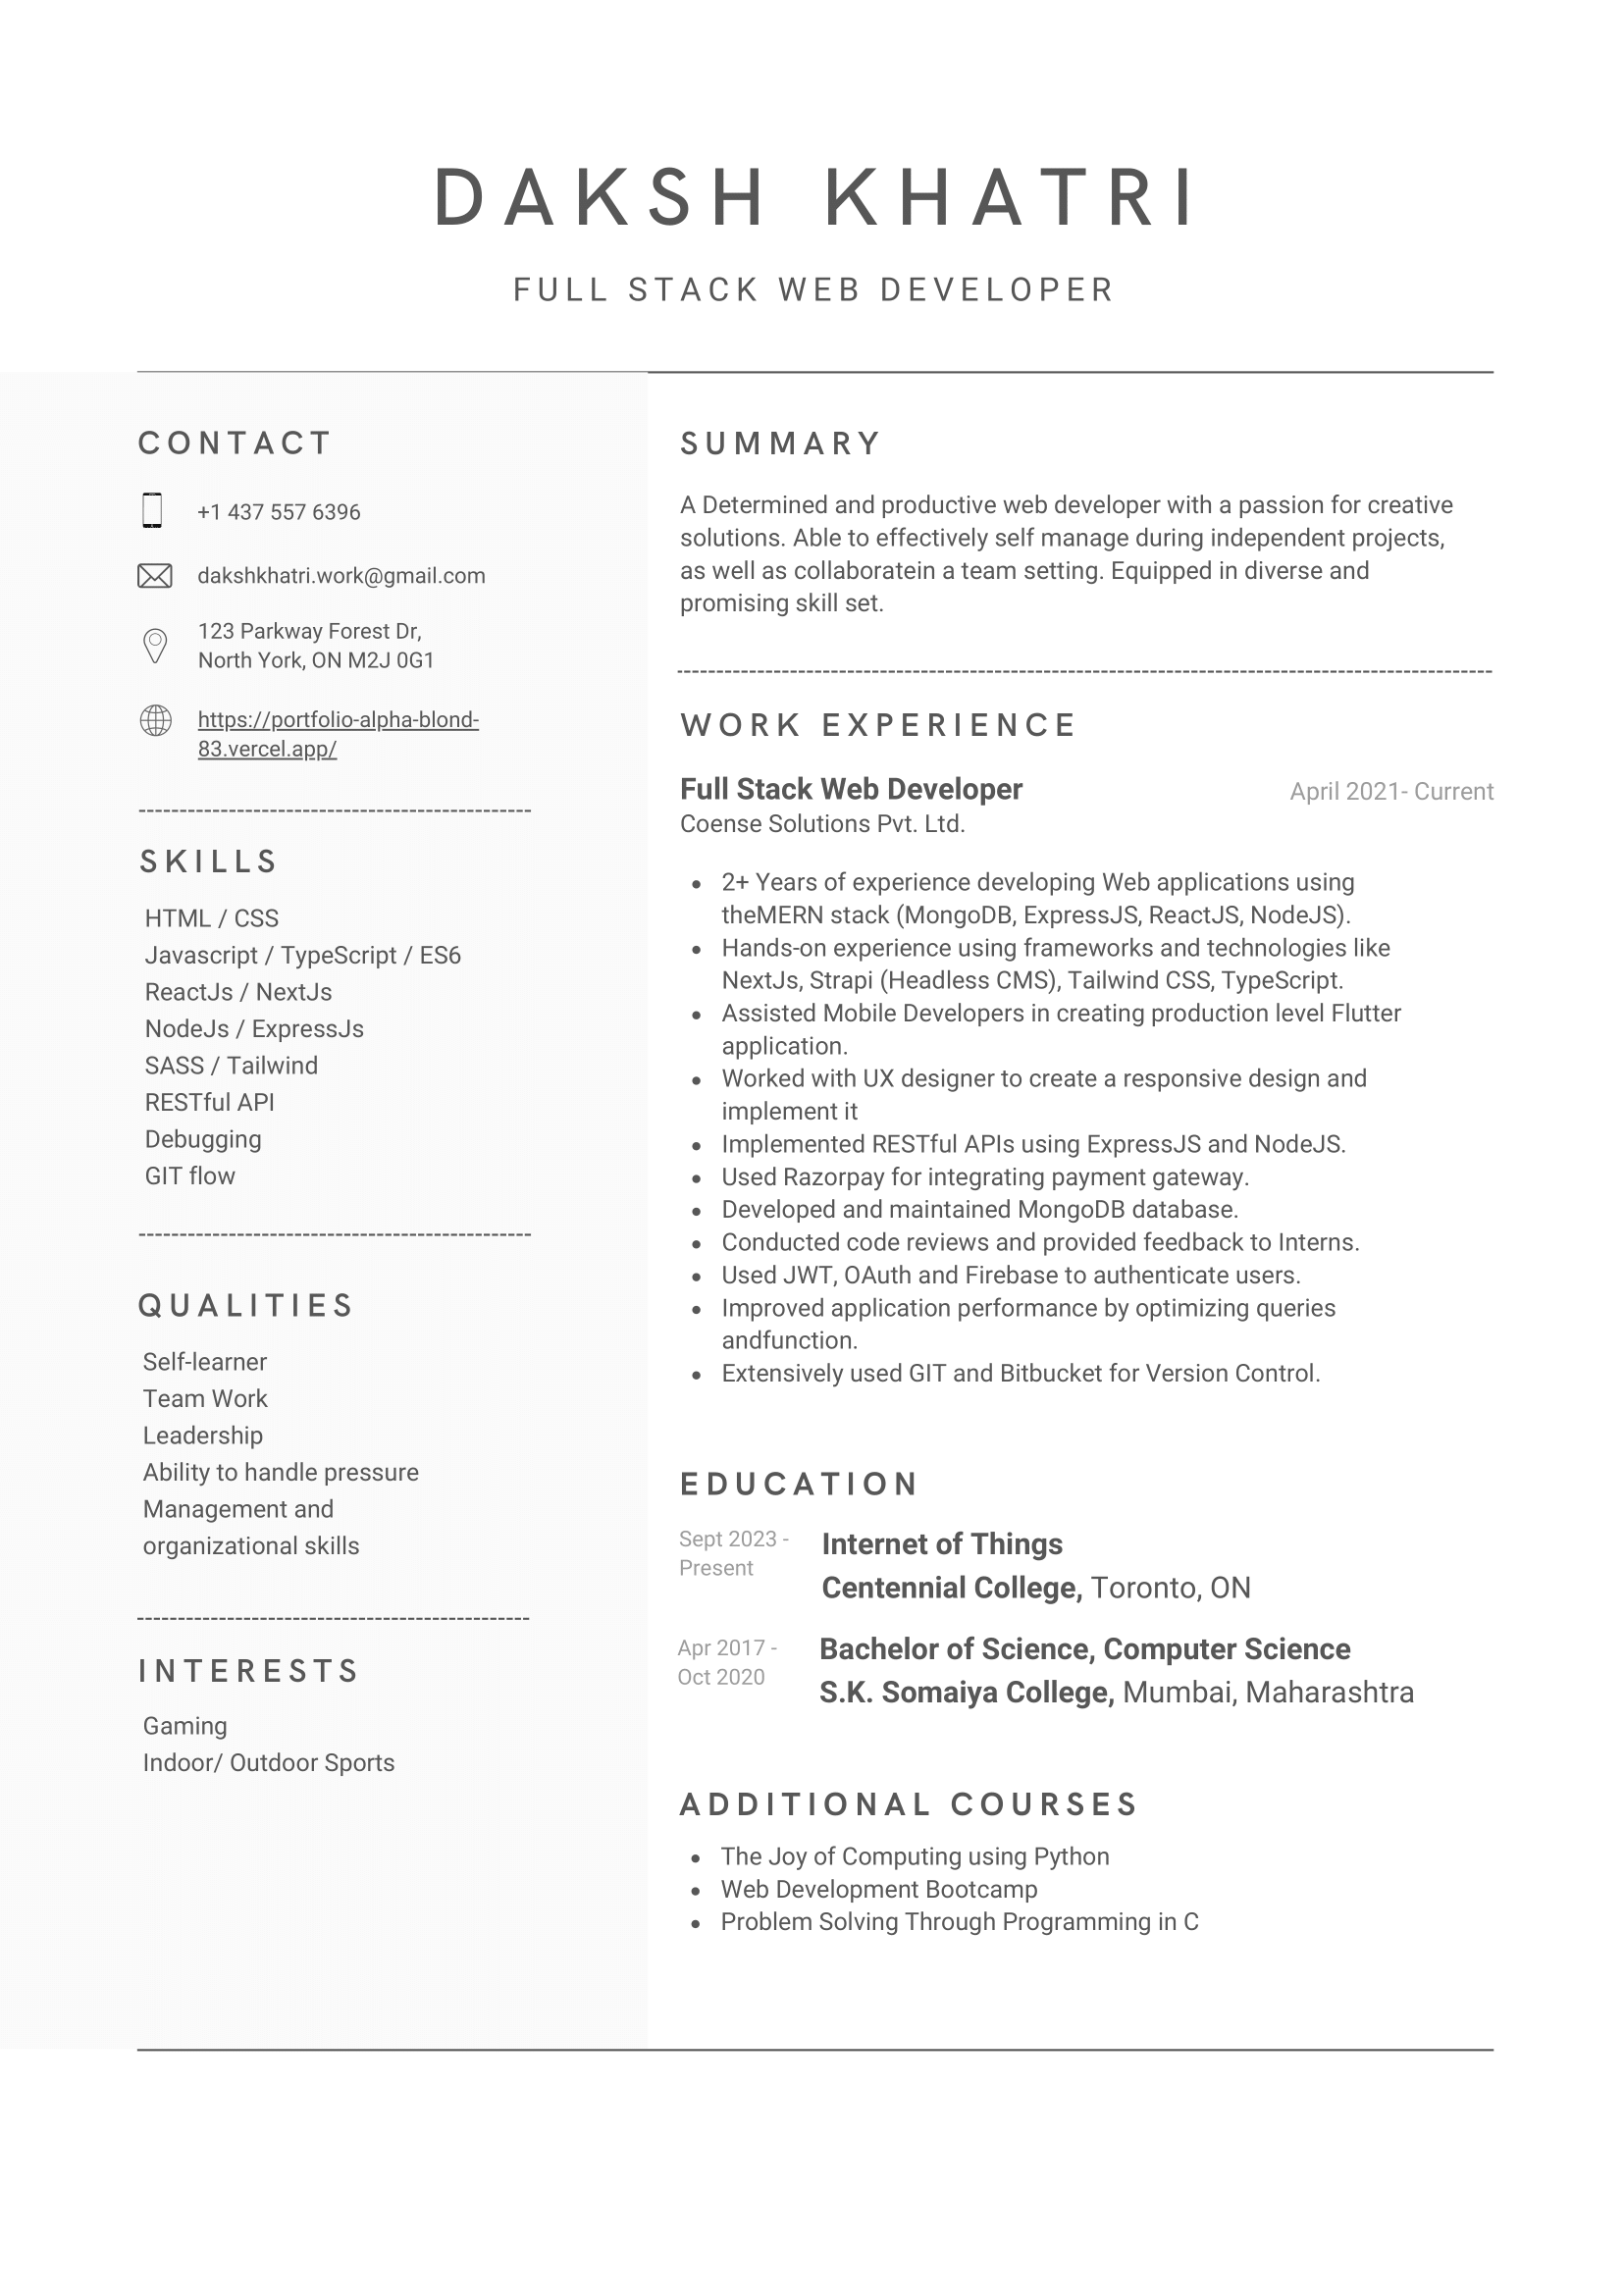 DAKSH KHATRI
FULL STACK WEB DEVELOPER
CONTACT
+1 437 557 6396
dakshkhatri.work@gmail.com
123 Parkway Forest Dr,
North York, ON M2J 0G1
https://portfolio-alpha-blond-
83.vercel.app/
SKILLS
HTML / CSS
Javascript / TypeScript / ES6
ReactJs / NextJs
NodeJs / ExpressJs
SASS / Tailwind
RESTful API
Debugging
GIT flow
QUALITIES
Self-learner
Team Work
Leadership
Ability to handle pressure
Management and
organizational skills
INTERESTS
Gaming
Indoor/ Outdoor Sports
SUMMARY
A Determined and productive web developer with a passion for creative
solutions. Able to effectively self manage during independent projects,
as well as collaboratein a team setting. Equipped in diverse and
promising skill set.
WORK EXPERIENCE
Full Stack Web Developer April 2021- Current
Coense Solutions Pvt. Ltd.
• 2+ Years of experience developing Web applications using
theMERN stack (MongoDB, ExpressJS, ReactJS, NodeJS).
• Hands-on experience using frameworks and technologies like
NextJs, Strapi (Headless CMS), Tailwind CSS, TypeScript.
• Assisted Mobile Developers in creating production level Flutter
application.
• Worked with UX designer to create a responsive design and
implement it
• Implemented RESTful APIs using ExpressJS and NodeJS.
• Used Razorpay for integrating payment gateway.
• Developed and maintained MongoDB database.
• Conducted code reviews and provided feedback to Interns.
• Used JWT, OAuth and Firebase to authenticate users.
• Improved application performance by optimizing queries
andfunction.
• Extensively used GIT and Bitbucket for Version Control.
EDUCATION
Sept 2023 -
Present
Internet of Things
Centennial College, Toronto, ON
Apr 2017 -
Oct 2020
Bachelor of Science, Computer Science
S.K. Somaiya College, Mumbai, Maharashtra
ADDITIONAL COURSES
• The Joy of Computing using Python
• Web Development Bootcamp
• Problem Solving Through Programming in C